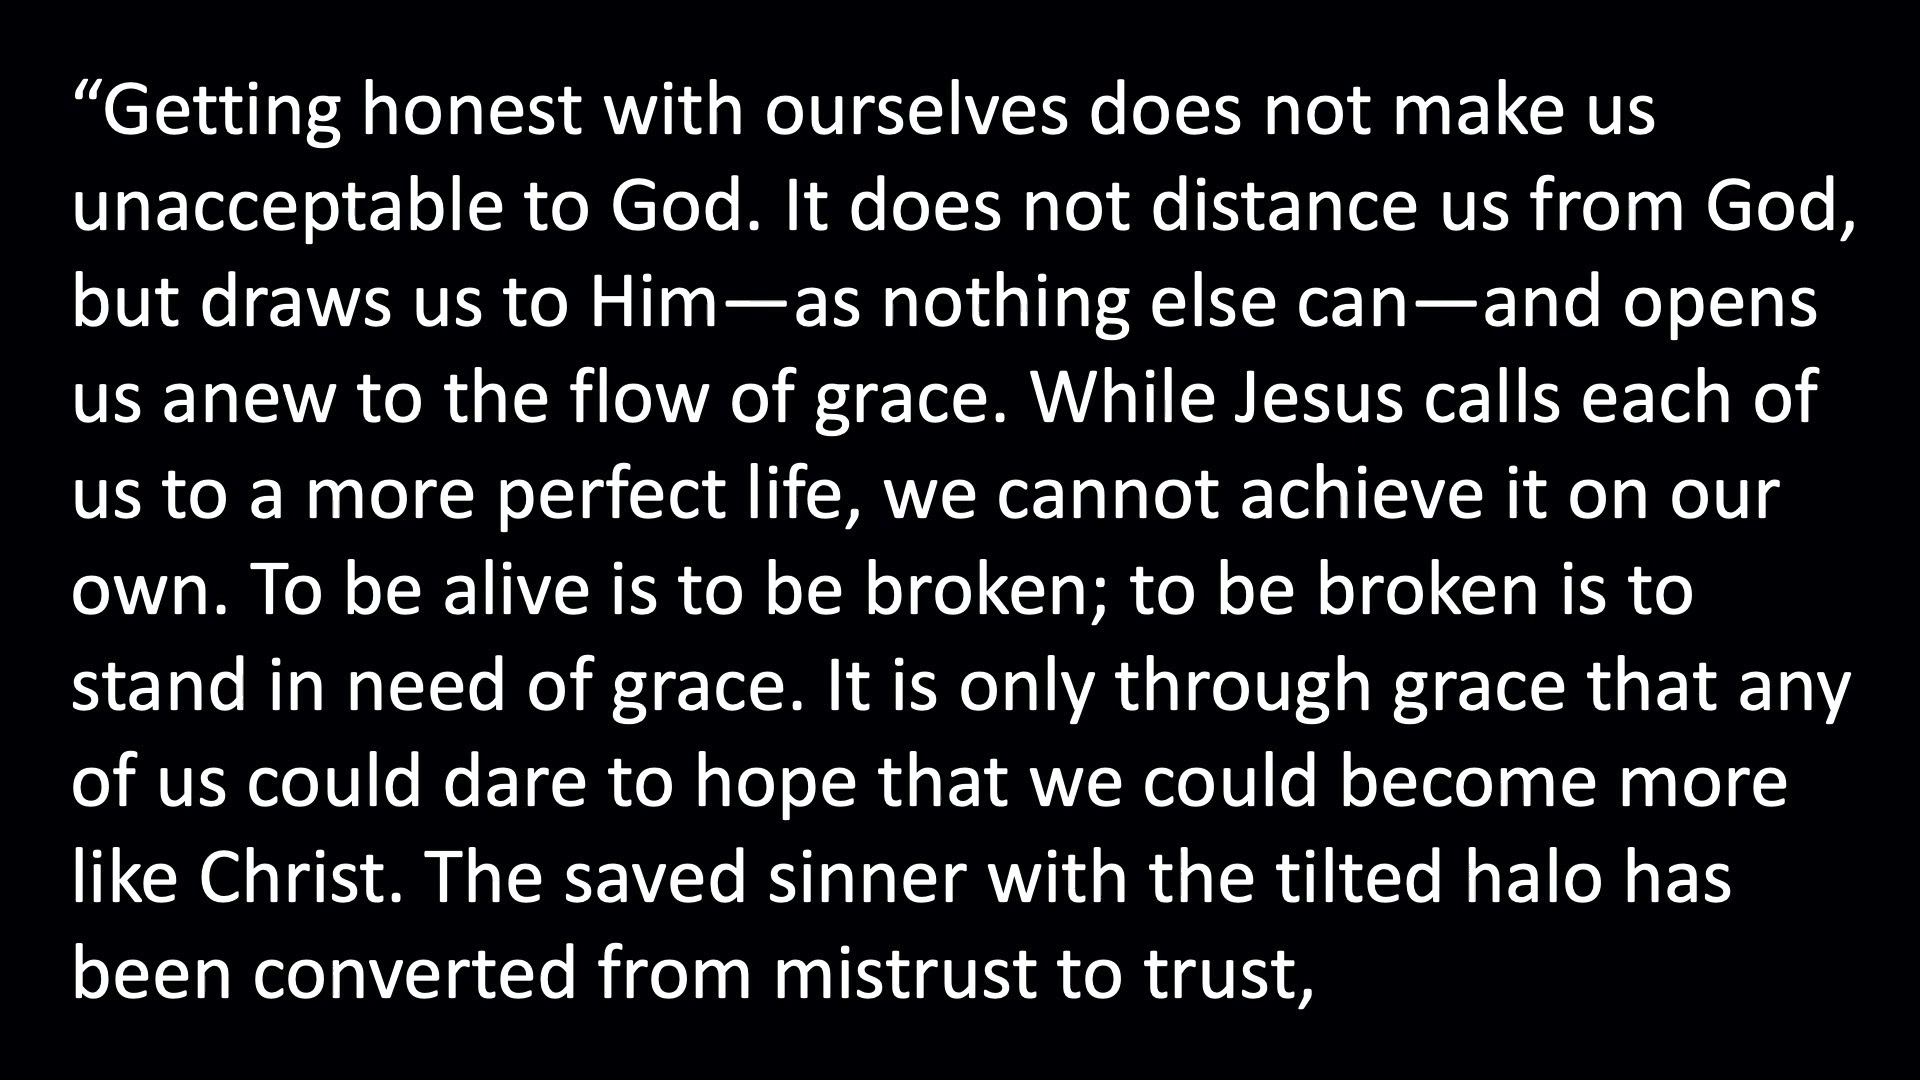 “Getting honest with ourselves does not make us
unacceptable to God. It does not distance us from God,
but draws us to Him—as nothing else can—and opens
us anew to the flow of grace. While Jesus calls each of
us to a more perfect life, we cannot achieve it on our
own. To be alive is to be broken; to be broken is to
stand in need of grace. It is only through grace that any
of us could dare to hope that we could become more
like Christ. The saved sinner with the tilted halo has
been converted from mistrust to trust,